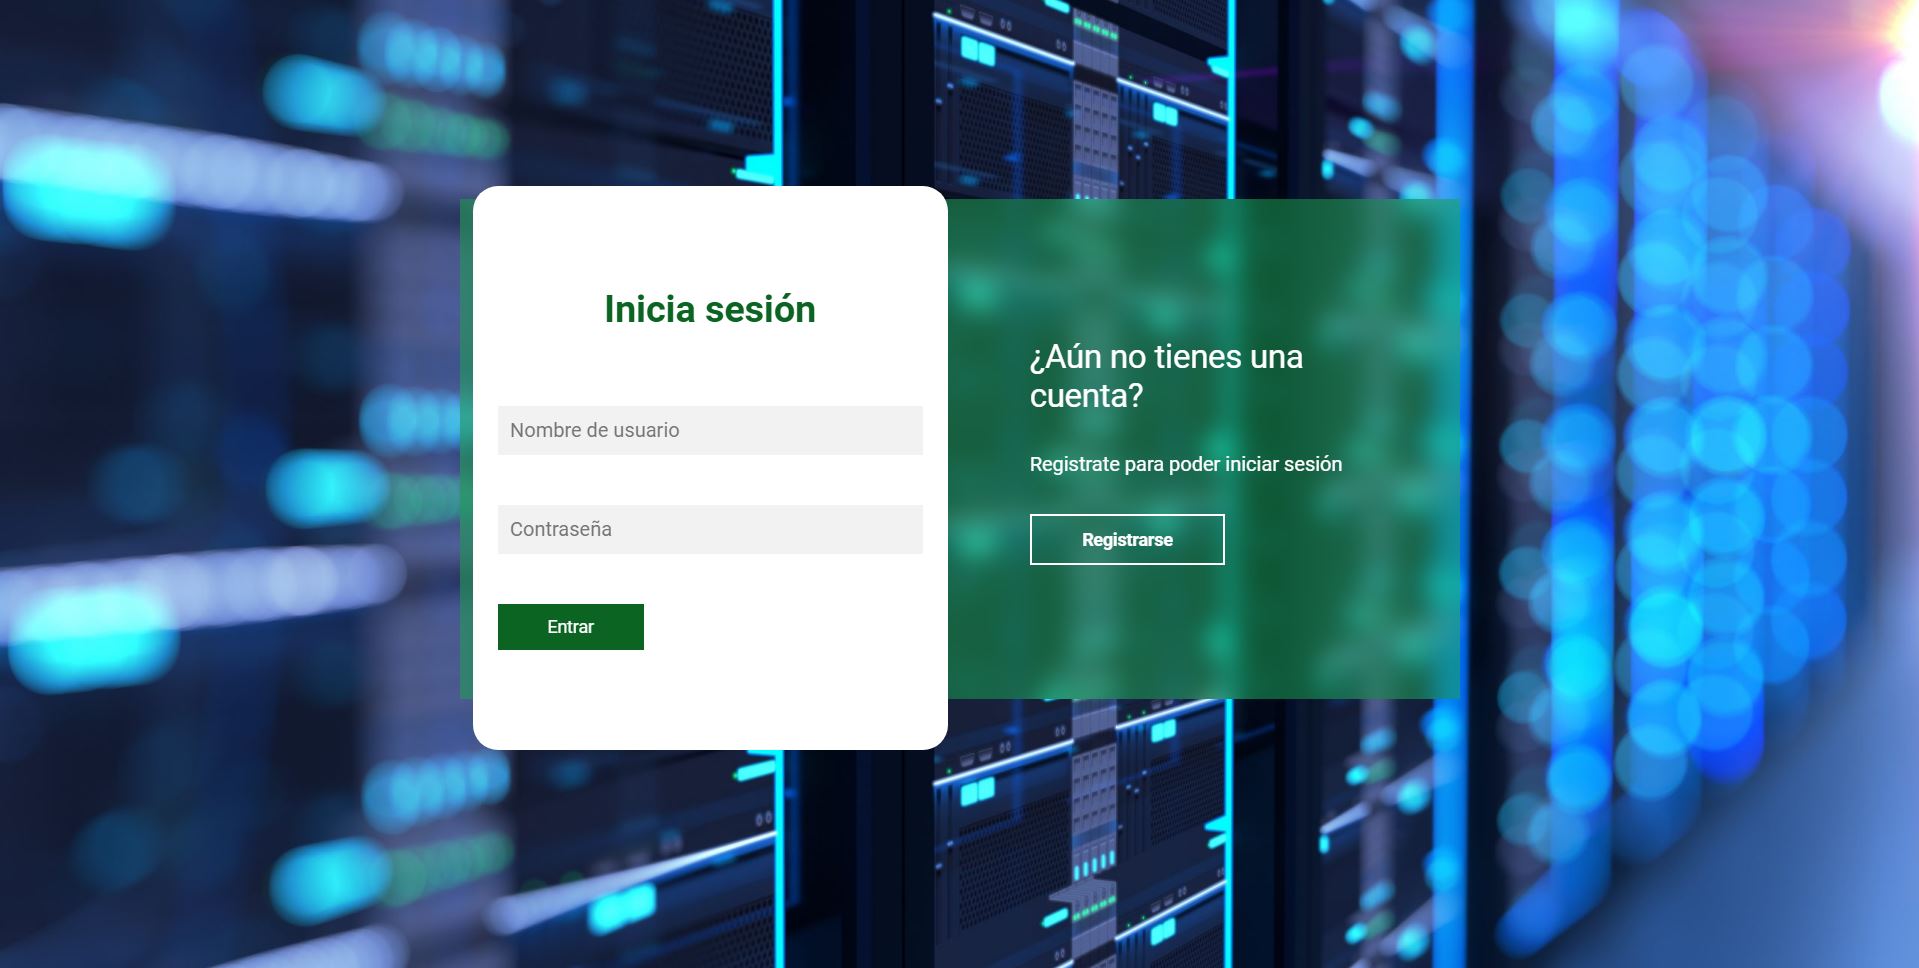 Inicia sesión
Nombre de usuario
Contraseña
Entrar
¿Aún no tienes una
cuenta?
Registrate para poder iniciar sesión
Registrarse